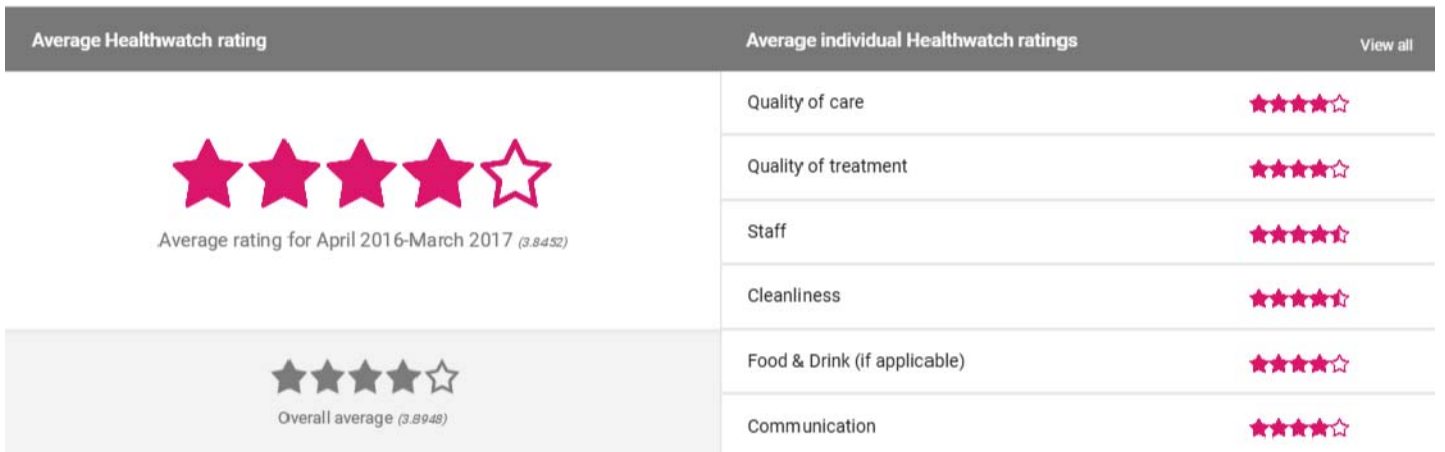 Average Healthwatch rating
Average rating for April 2016-March 2017 (3.8452)
Overall average (3.8948)
Average individual Healthwatch ratings View all
Quality of care
Quality of treatment
Staff
Cleanliness
Food & Drink (if applicable)
Communication